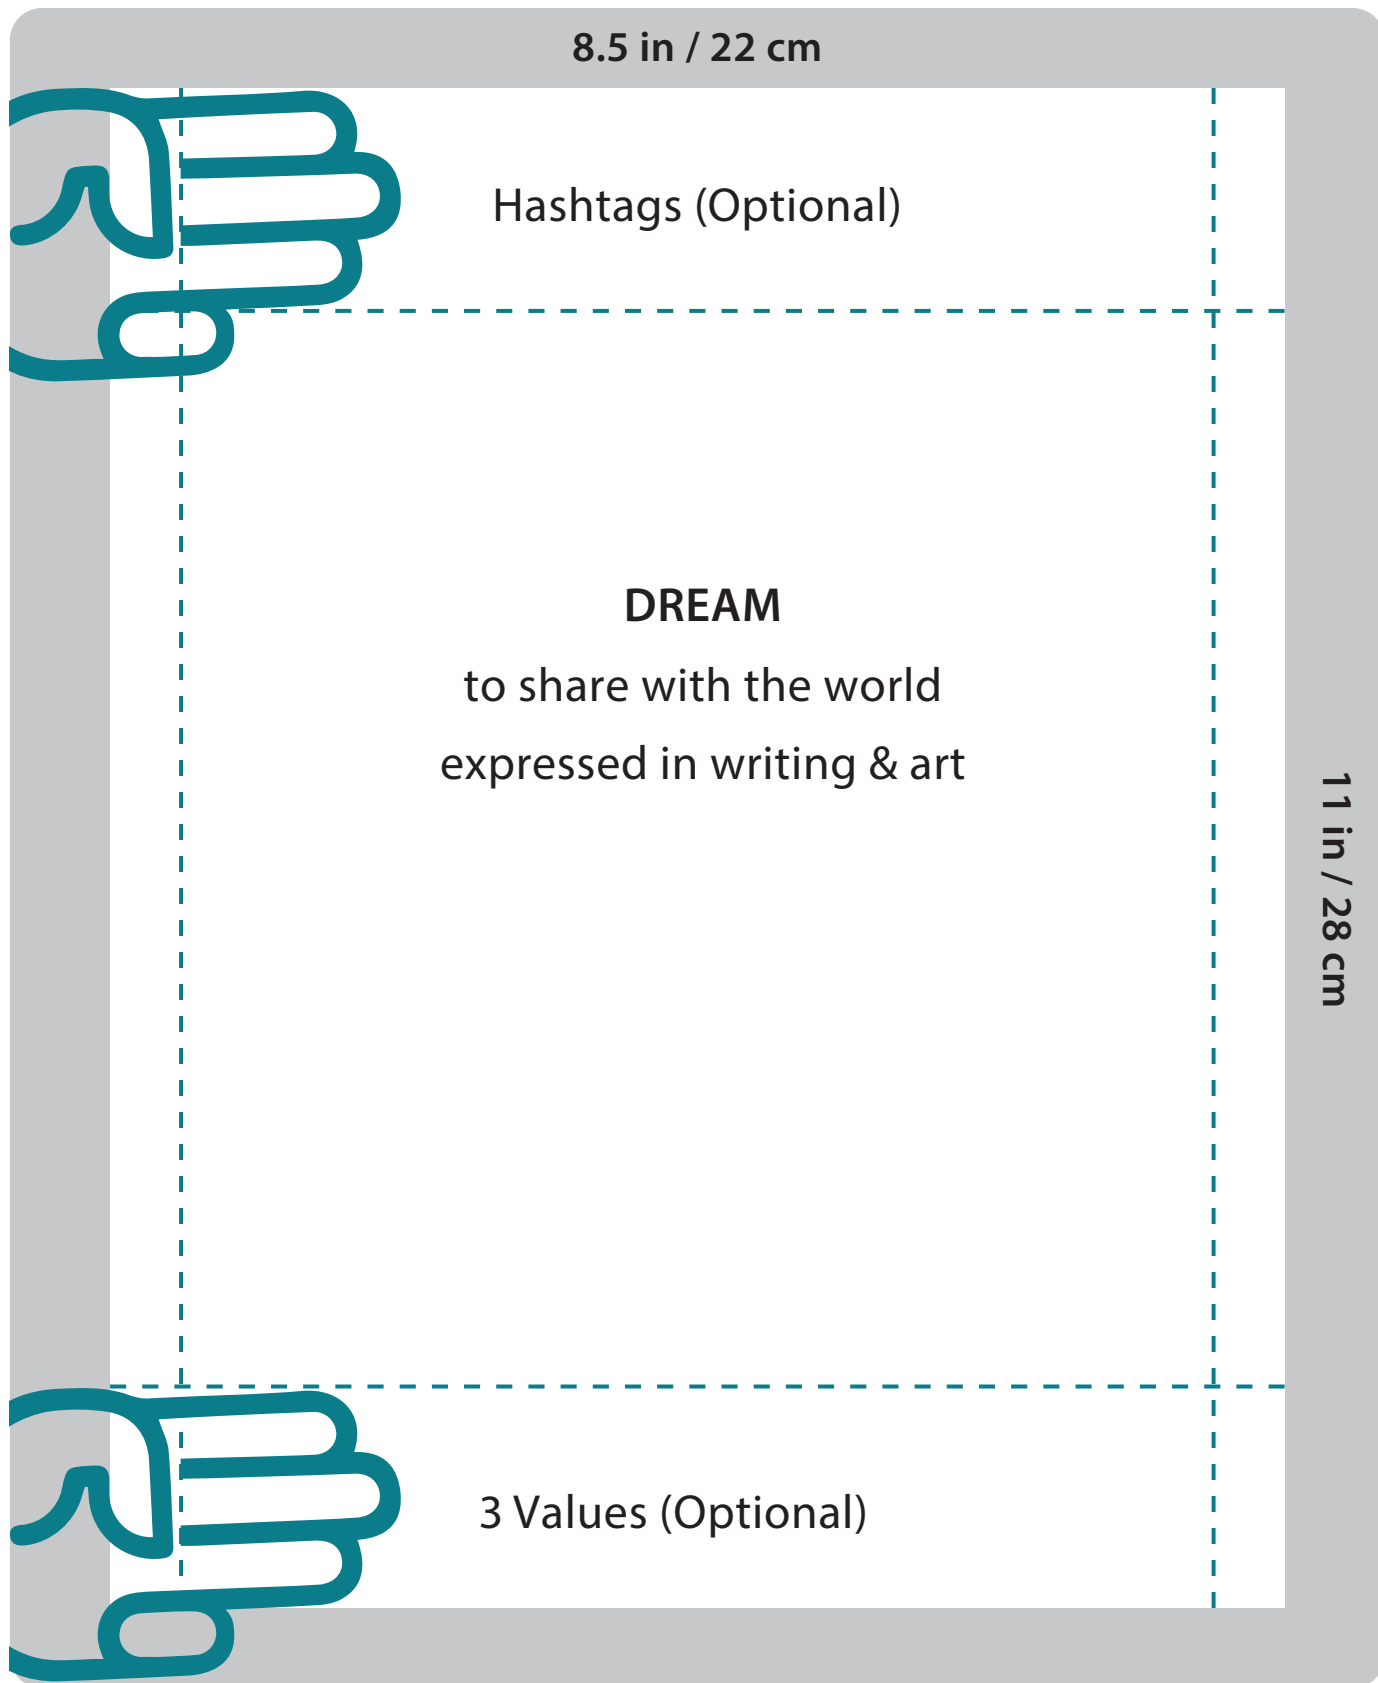 8.5 in / 22 cm
Hashtags (Optional)
DREAM
to share with the world
expressed in writing & art
11 in / 28 cm
3 Values (Optional)